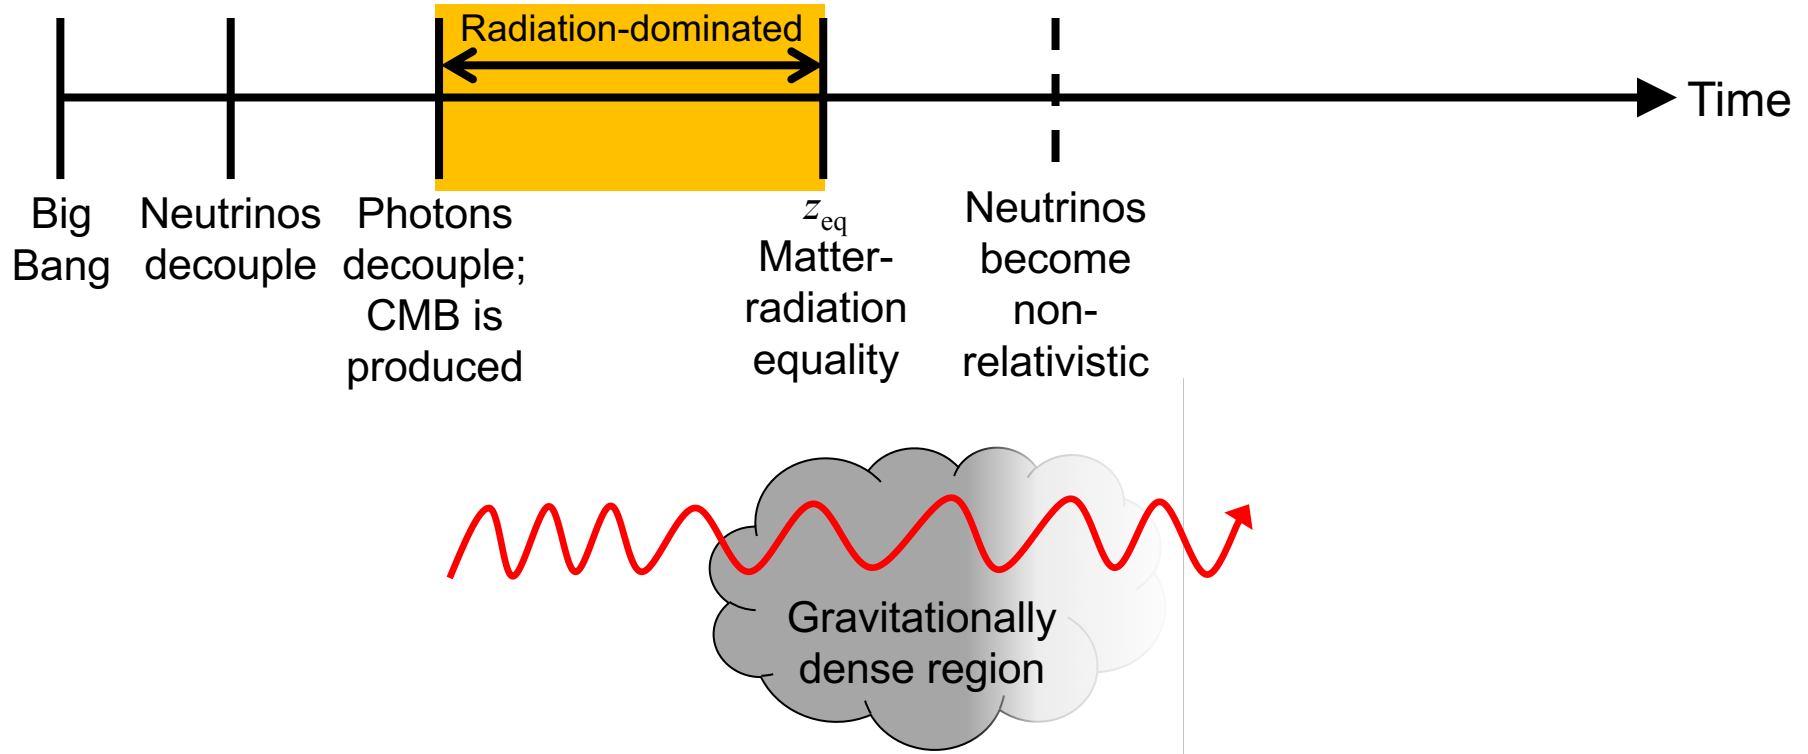 Radiation-dominated
Time
Big
Bang
Neutrinos
decouple
Photons
decouple;
CMB is
produced
z_eq
Matter-
radiation
equality
Neutrinos
become
non-
relativistic
Gravitationally
dense region